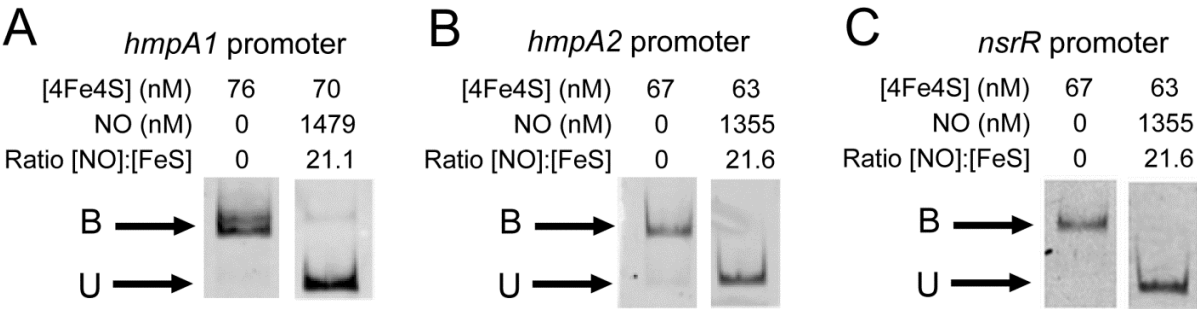 A
hmpA1 promoter
[4Fe4S] (nM) 76 70
NO (nM) 0 1479
Ratio [NO]:[FeS] 0 21.1
B
U
B
hmpA2 promoter
[4Fe4S] (nM) 67 63
NO (nM) 0 1355
Ratio [NO]:[FeS] 0 21.6
B
U
C
nsrR promoter
[4Fe4S] (nM) 67 63
NO (nM) 0 1355
Ratio [NO]:[FeS] 0 21.6
B
U